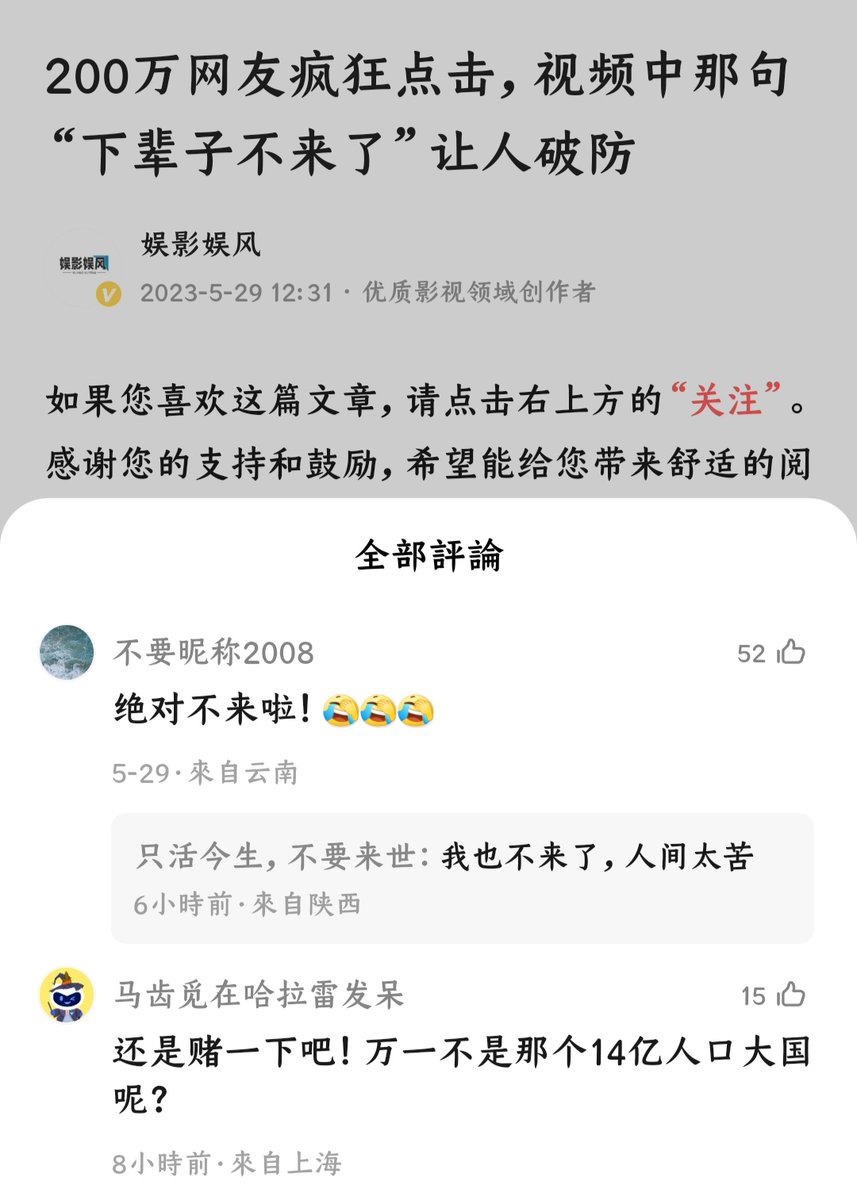 200万网友疯狂点击，视频中那句
“下辈子不来了”让人破防
娱影娱风
娱影娱风
2023-5-29 12:31 · 优质影视领域创作者
如果您喜欢这篇文章，请点击右上方的“关注”。
感谢您的支持和鼓励，希望能给您带来舒适的阅
全部評論
不要昵称2008
52
绝对不来啦！🤣🤣🤣
5-29·來自云南
只活今生，不要来世：我也不来了，人间太苦
6小時前·來自陕西
马齿觅在哈拉雷发呆
15
还是赌一下吧！万一不是那个14亿人口大国
呢？
8小時前·來自上海